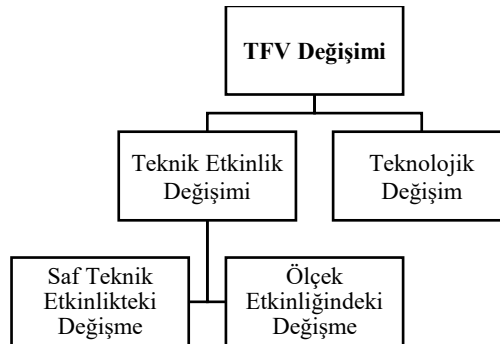 TFV Değişimi
Teknik Etkinlik
Değişimi
Teknolojik
Değişim
Saf Teknik
Etkinlikteki
Değişme
Ölçek
Etkinliğindeki
Değişme